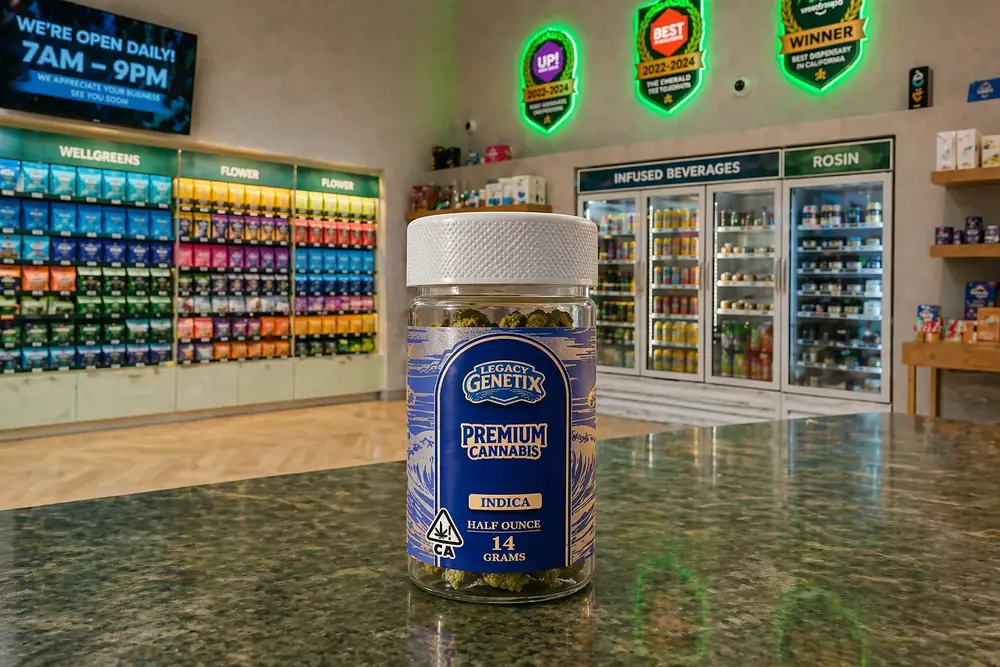 WE'RE OPEN DAILY!
7AM – 9PM
WE APPRECIATE YOUR BUSINESS
SEE YOU SOON!
UP!
2022-2024
BEST
2022-2024
THE EMERALD
WINNER
BEST DISPENSARY
IN CALIFORNIA
WELLGREENS
FLOWER
FLOWER
INFUSED BEVERAGES
ROSIN
LEGACY
GENETIX
PREMIUM
CANNABIS
INDICA
HALF OUNCE
14
GRAMS
CA